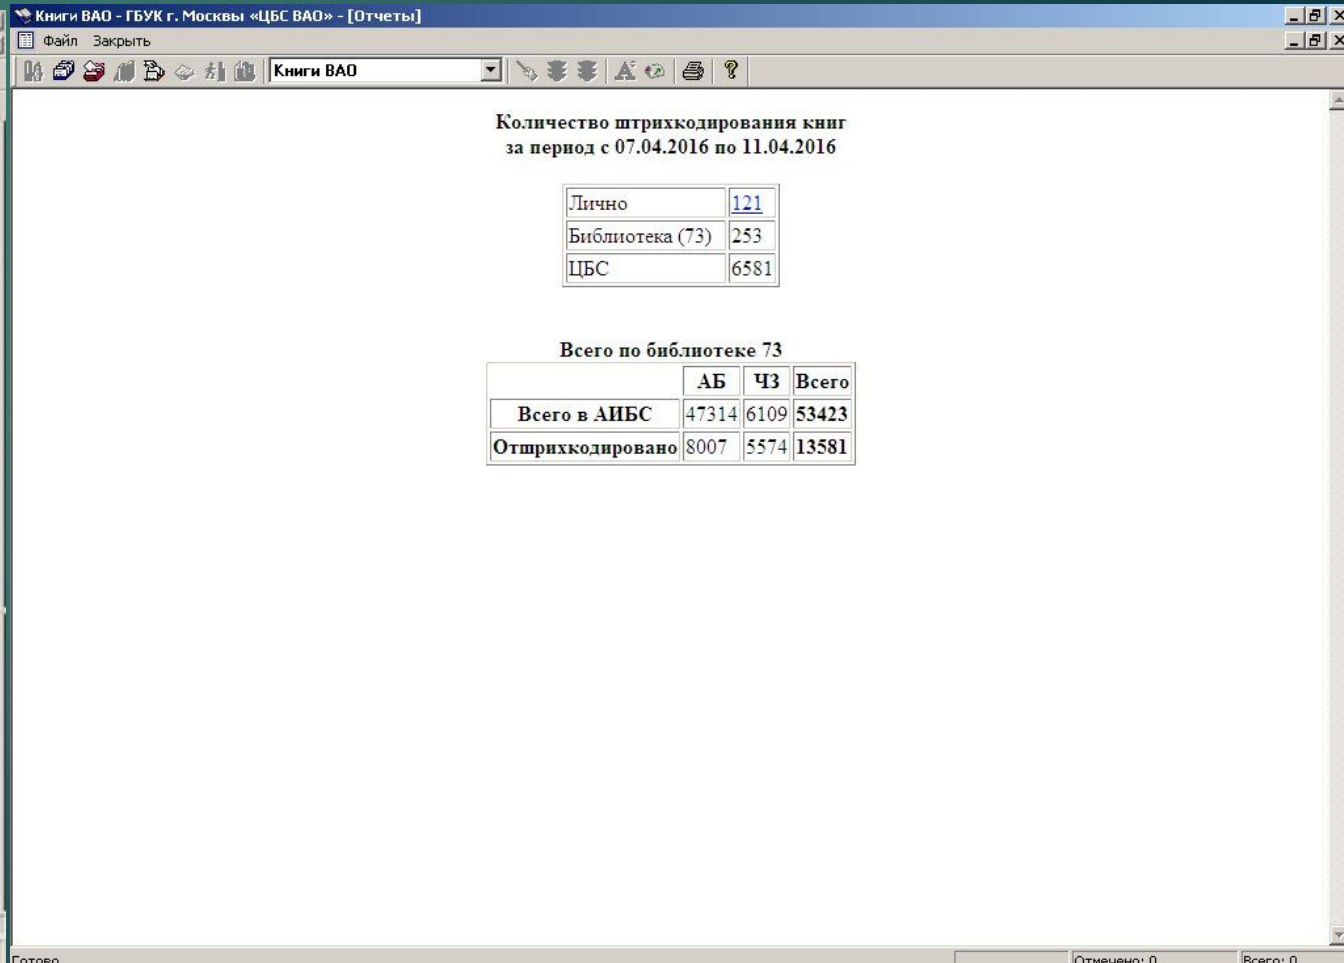 Книги ВАО - ГБУК г. Москвы «ЦБС ВАО» - [Отчеты]
Файл Закрыть
Книги ВАО
Количество штрихкодирования книг
за период с 07.04.2016 по 11.04.2016
Лично 121
Библиотека (73) 253
ЦБС 6581
Всего по библиотеке 73
АБ ЧЗ Всего
Всего в АИБС 47314 6109 53423
Отшрихкодировано 8007 5574 13581
Готово Отмечено: 0 Всего: 0